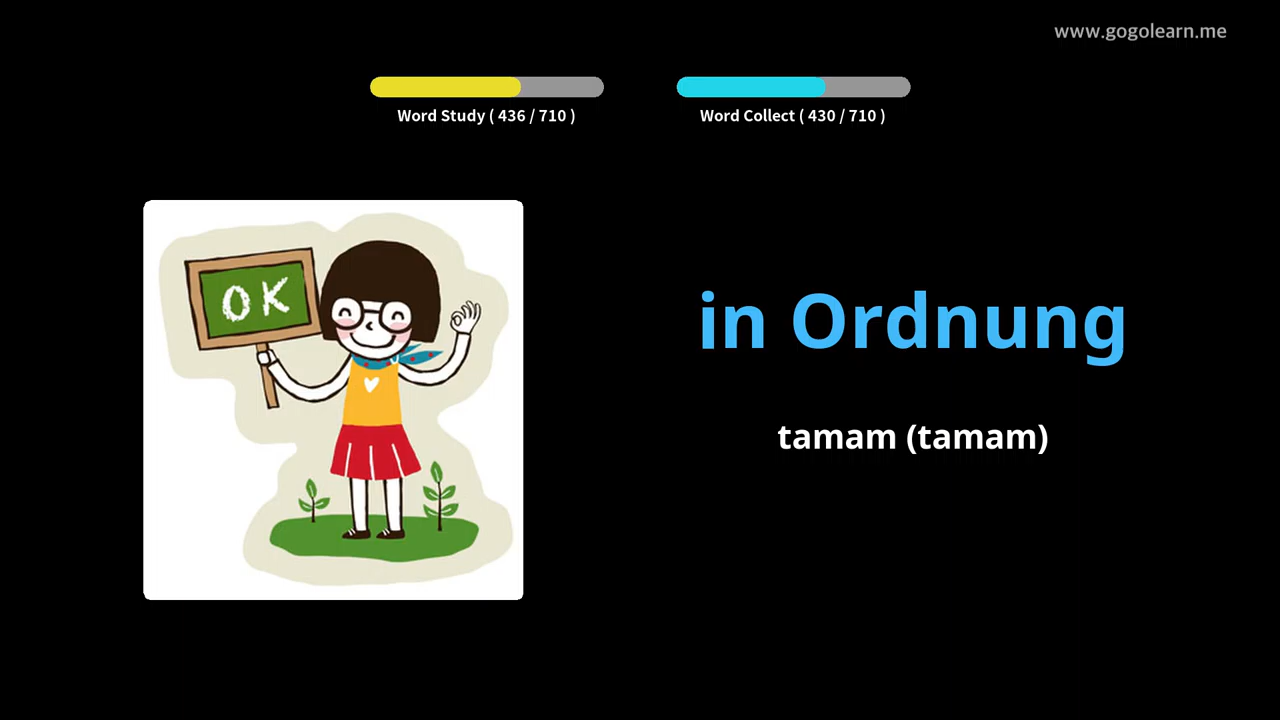 www.gogolearn.me
Word Study ( 436 / 710 )
Word Collect ( 430 / 710 )
OK
in Ordnung
tamam (tamam)